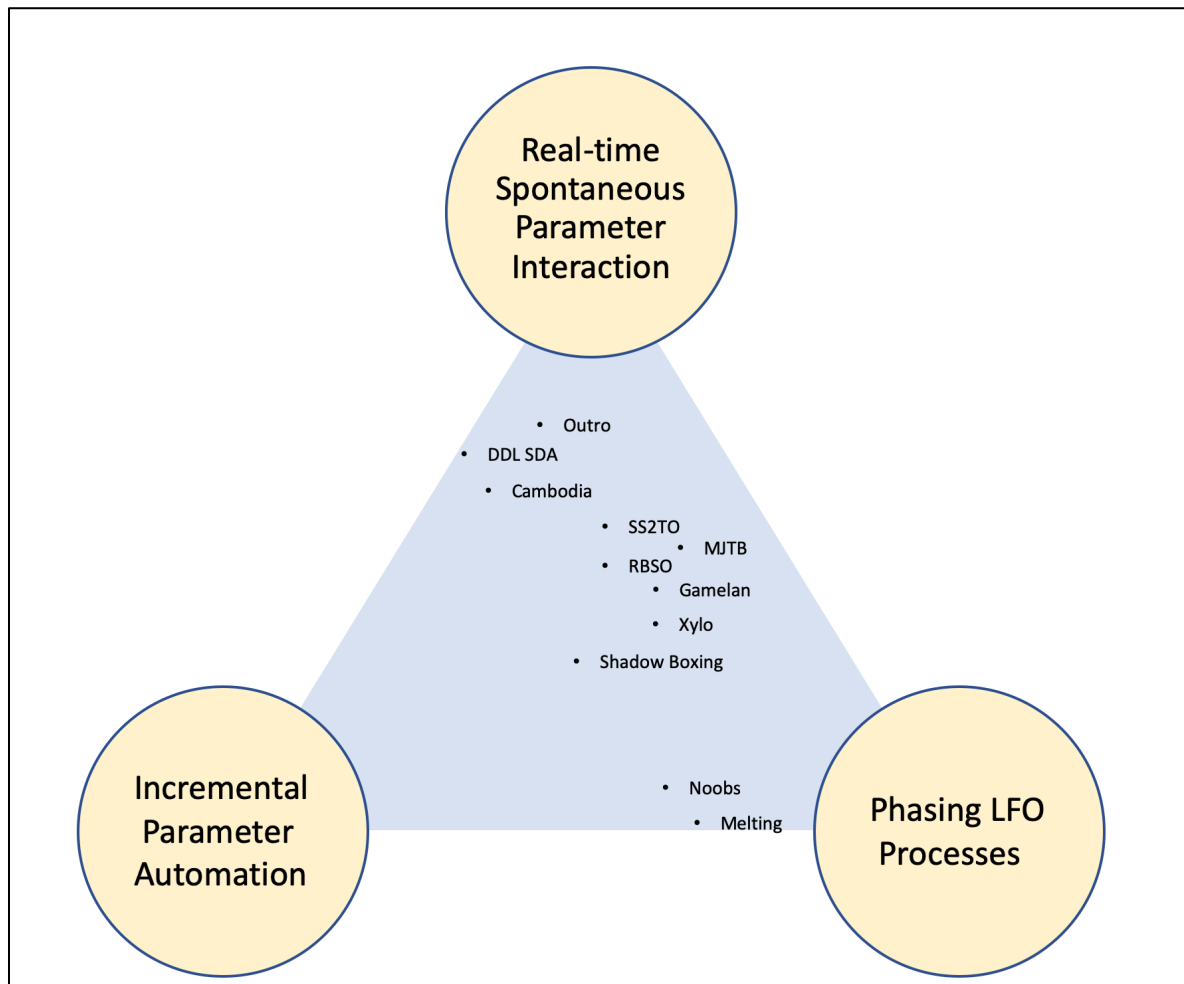 Real-time
Spontaneous
Parameter
Interaction
• Outro
• DDL SDA
• Cambodia
• SS2TO
• MJTB
• RBSO
• Gamelan
• Xylo
• Shadow Boxing
• Noobs
• Melting
Incremental
Parameter
Automation
Phasing LFO
Processes